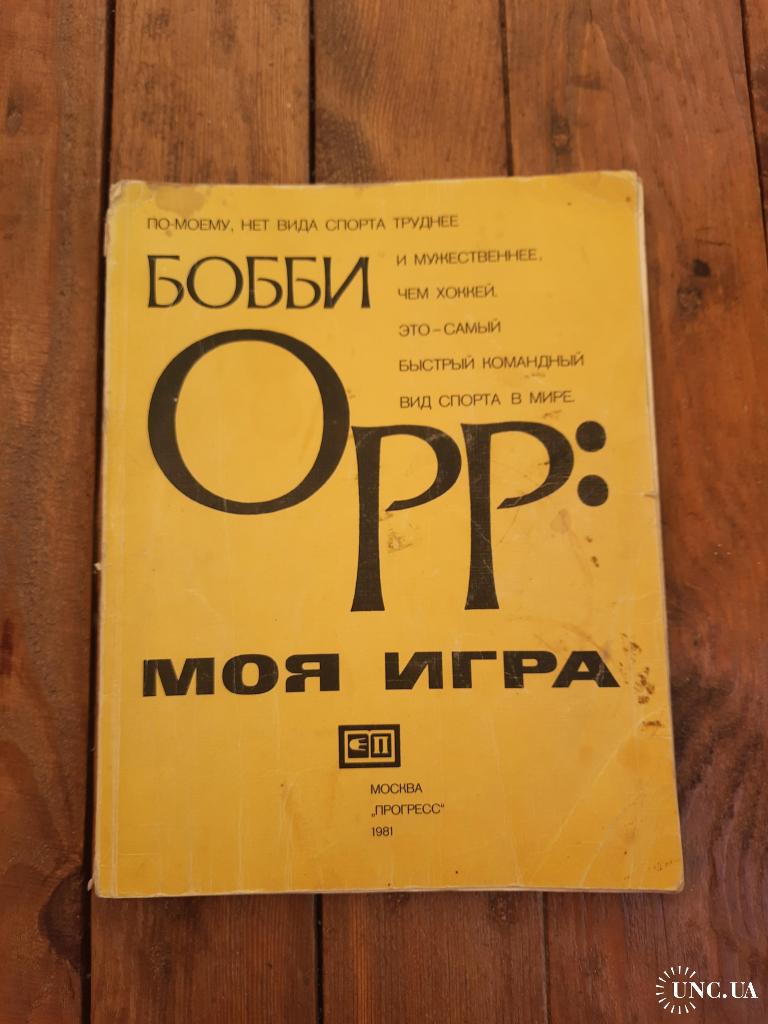 ПО-МОЕМУ, НЕТ ВИДА СПОРТА ТРУДНЕЕ
И МУЖЕСТВЕННЕЕ,
ЧЕМ ХОККЕЙ.
ЭТО – САМЫЙ
БЫСТРЫЙ КОМАНДНЫЙ
ВИД СПОРТА В МИРЕ.
БОББИ
ОРР:
МОЯ ИГРА
ЕП
МОСКВА
„ПРОГРЕСС“
1981
UNC.UA